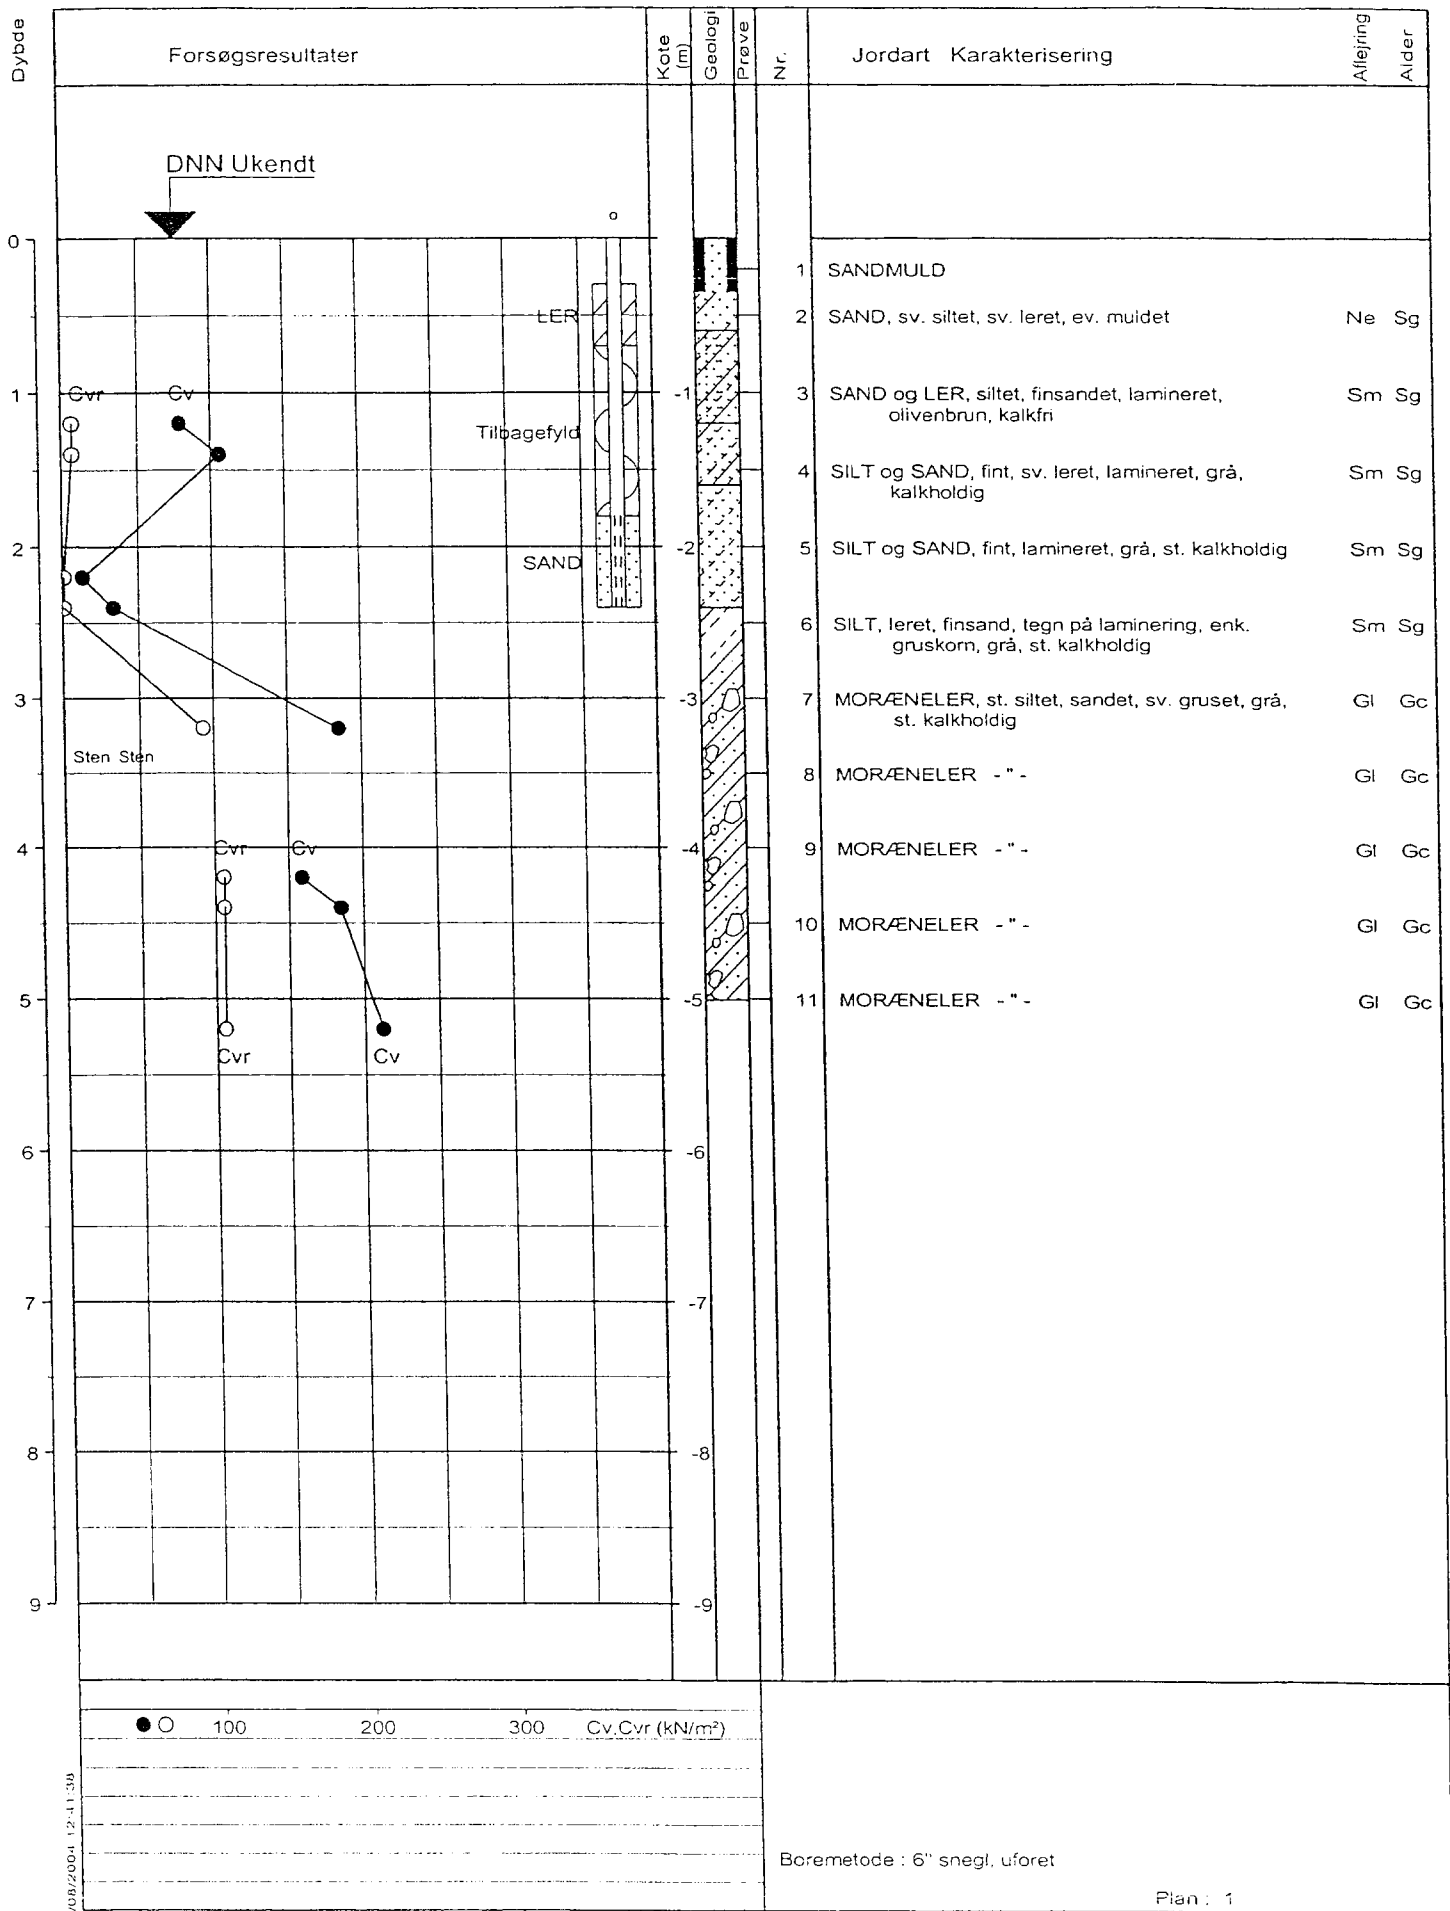 Dybde
Forsøgsresultater
Kote (m)
Geologi
Prøve
Nr.
Jordart Karakterisering
Aflejring
Alder
DNN Ukendt
0
1 SANDMULD
LER
2 SAND, sv. siltet, sv. leret, ev. muldet Ne Sg
Cvr Cv
1 -1
3 SAND og LER, siltet, finsandet, lamineret, Sm Sg
olivenbrun, kalkfri
Tilbagefyld
4 SILT og SAND, fint, sv. leret, lamineret, grå, Sm Sg
kalkholdig
2 -2
SAND
5 SILT og SAND, fint, lamineret, grå, st. kalkholdig Sm Sg
6 SILT, leret, finsand, tegn på laminering, enk. Sm Sg
gruskorn, grå, st. kalkholdig
3 -3
7 MORÆNELER, st. siltet, sandet, sv. gruset, grå, Gl Gc
st. kalkholdig
Sten Sten
8 MORÆNELER - " - Gl Gc
Cvr Cv
4 -4
9 MORÆNELER - " - Gl Gc
10 MORÆNELER - " - Gl Gc
5 -5
11 MORÆNELER - " - Gl Gc
Cvr Cv
6 -6
7 -7
8 -8
9 -9
100 200 300 Cv,Cvr (kN/m²)
/08/2004 12:41:38
Boremetode : 6" snegl, uforet
Plan : 1